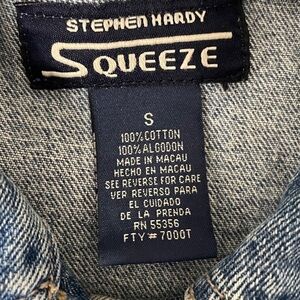 STEPHEN HARDY
SQUEEZE
S
100% COTTON
100% ALGODON
MADE IN MACAU
HECHO EN MACAU
SEE REVERSE FOR CARE
VER REVERSO PARA
EL CUIDADO
DE LA PRENDA
RN 55356
FTY # 7000T